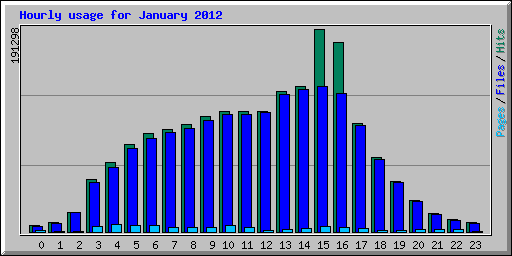 Hourly usage for January 2012
191298
Pages/Files/Hits
0 1 2 3 4 5 6 7 8 9 10 11 12 13 14 15 16 17 18 19 20 21 22 23